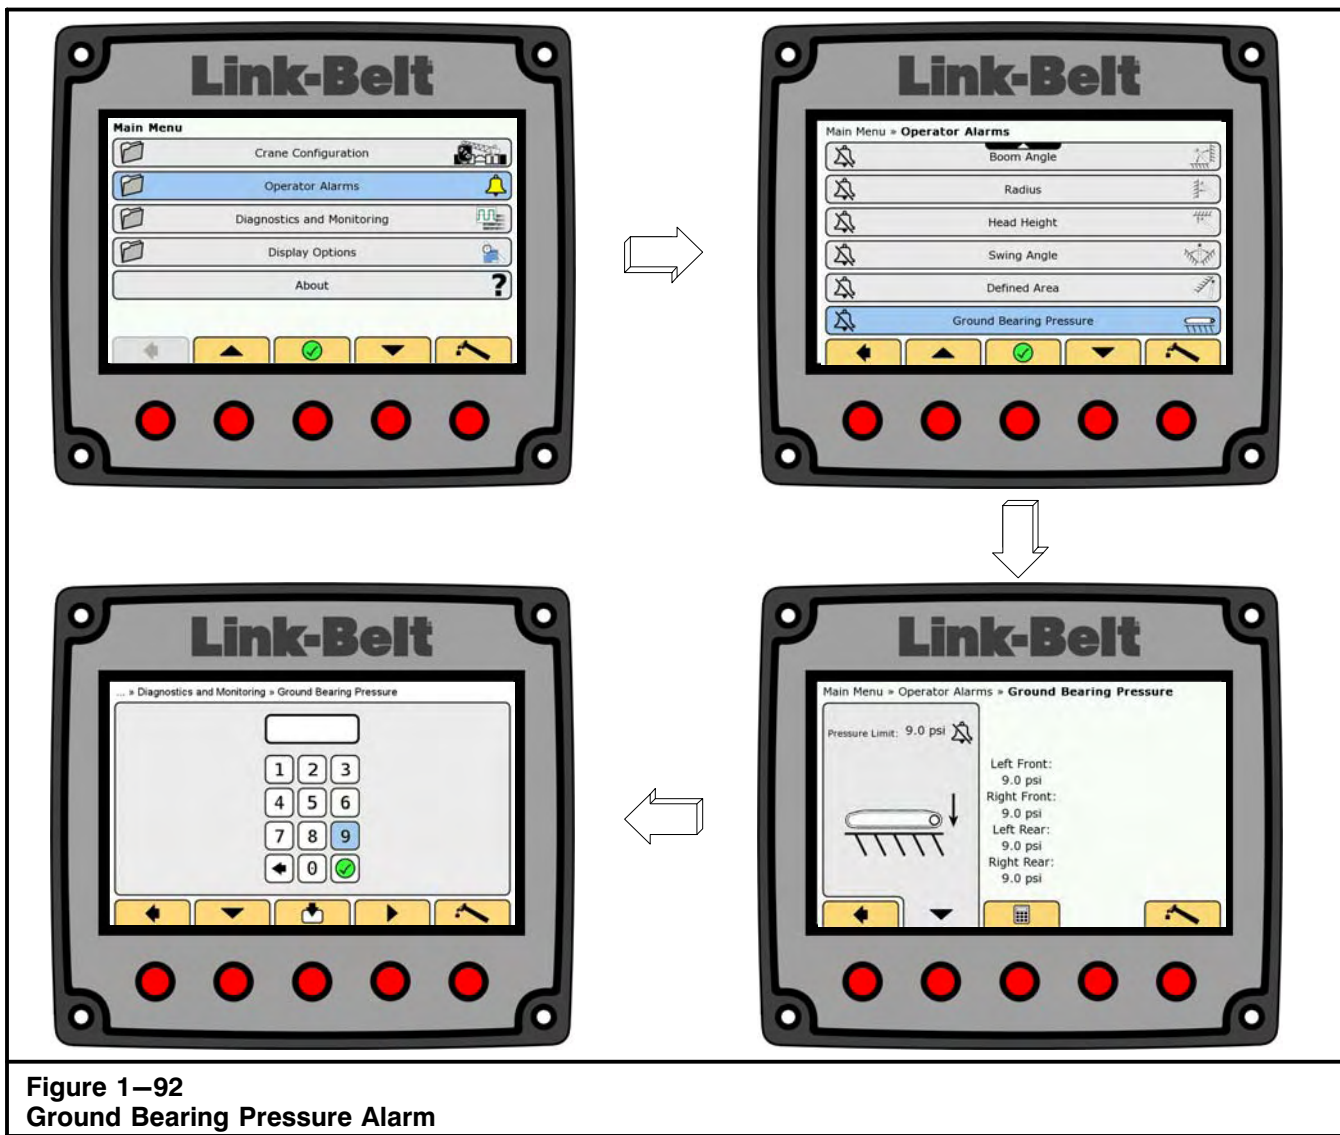 Link-Belt
Main Menu
Crane Configuration
Operator Alarms
Diagnostics and Monitoring
Display Options
About
?
Link-Belt
Main Menu » Operator Alarms
Boom Angle
Radius
Head Height
Swing Angle
Defined Area
Ground Bearing Pressure
Link-Belt
... » Diagnostics and Monitoring » Ground Bearing Pressure
1 2 3
4 5 6
7 8 9
0
Link-Belt
Main Menu » Operator Alarms » Ground Bearing Pressure
Pressure Limit: 9.0 psi
Left Front:
9.0 psi
Right Front:
9.0 psi
Left Rear:
9.0 psi
Right Rear:
9.0 psi
Figure 1—92
Ground Bearing Pressure Alarm